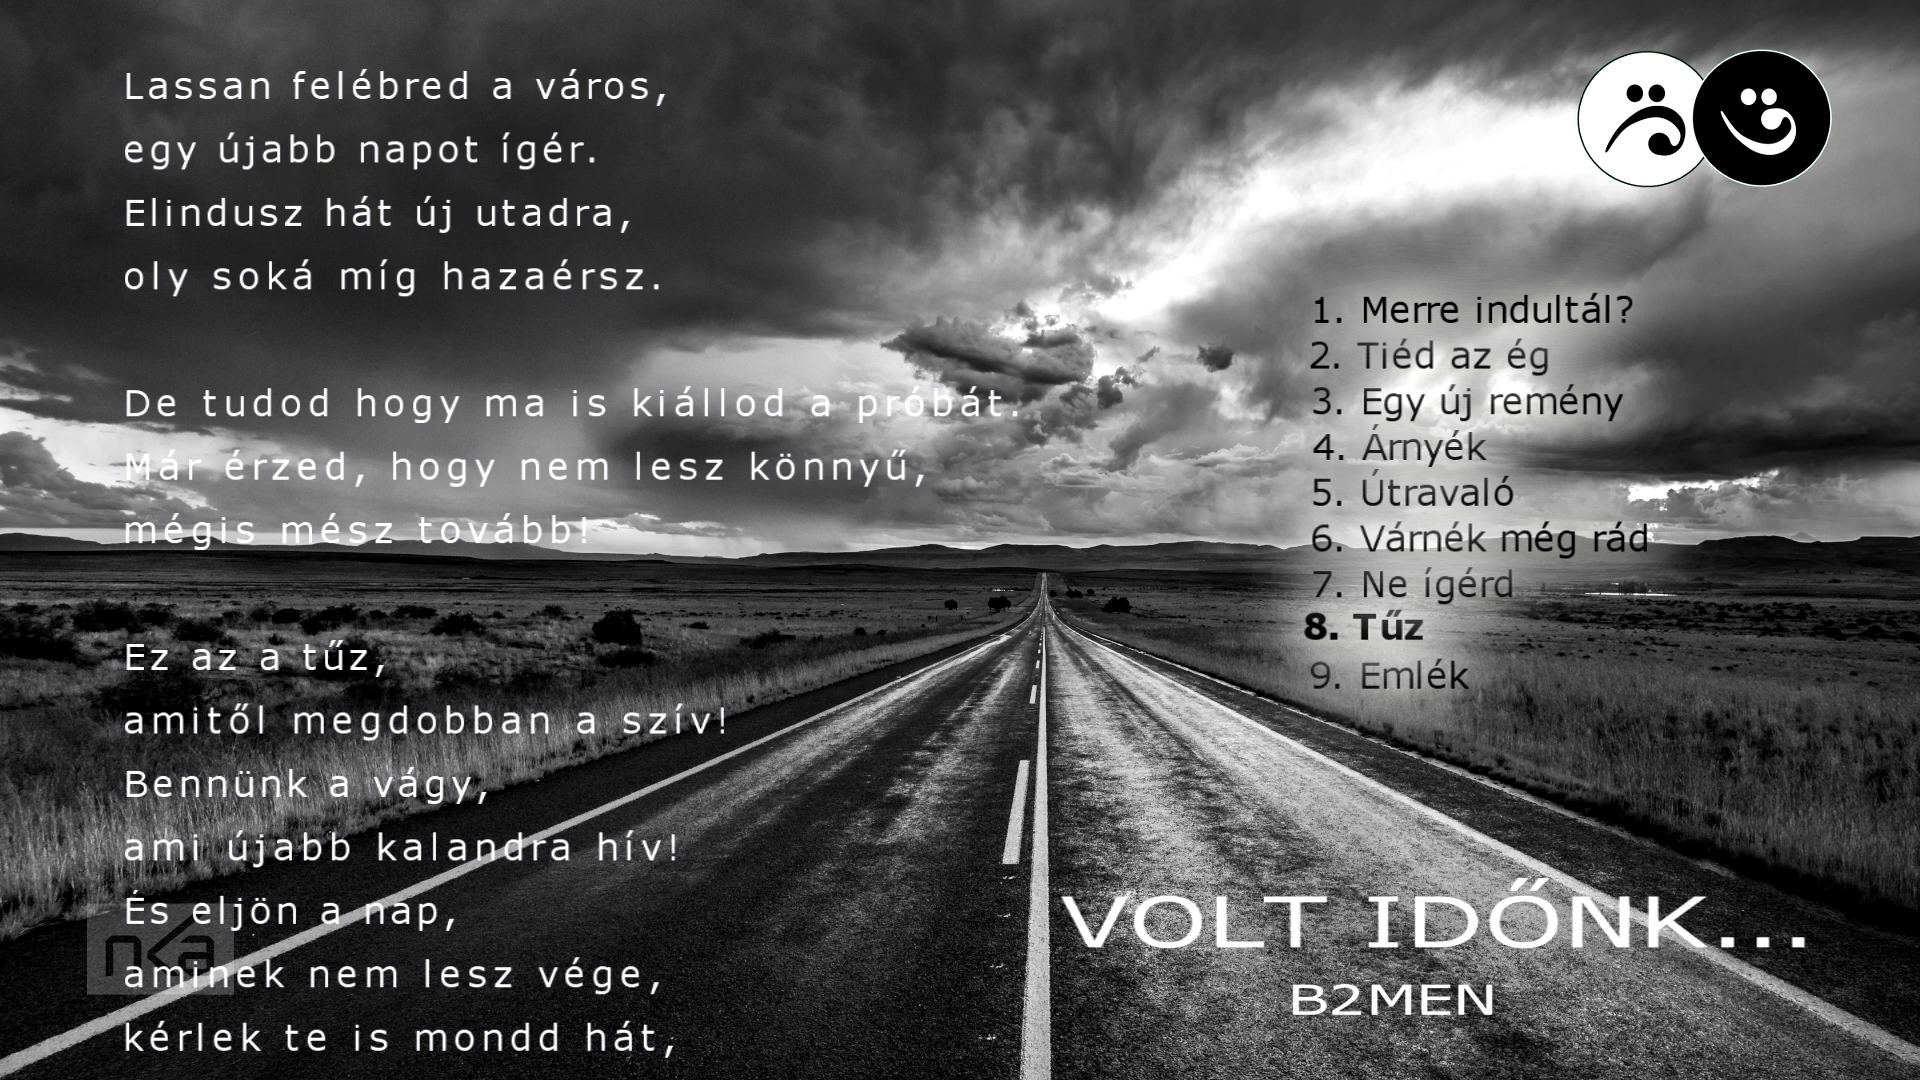 Lassan felébred a város,
egy újabb napot ígér.
Elindusz hát új utadra,
oly soká míg hazaérsz.
De tudod hogy ma is kiállod a próbát.
Már érzed, hogy nem lesz könnyű,
mégis mész tovább!
Ez az a tűz,
amitől megdobban a szív!
Bennünk a vágy,
ami újabb kalandra hív!
És eljön a nap,
aminek nem lesz vége,
kérlek te is mondd hát,
nka
1. Merre indultál?
2. Tiéd az ég
3. Egy új remény
4. Árnyék
5. Útravaló
6. Várnék még rád
7. Ne ígérd
8. Tűz
9. Emlék
VOLT IDŐNK...
B2MEN